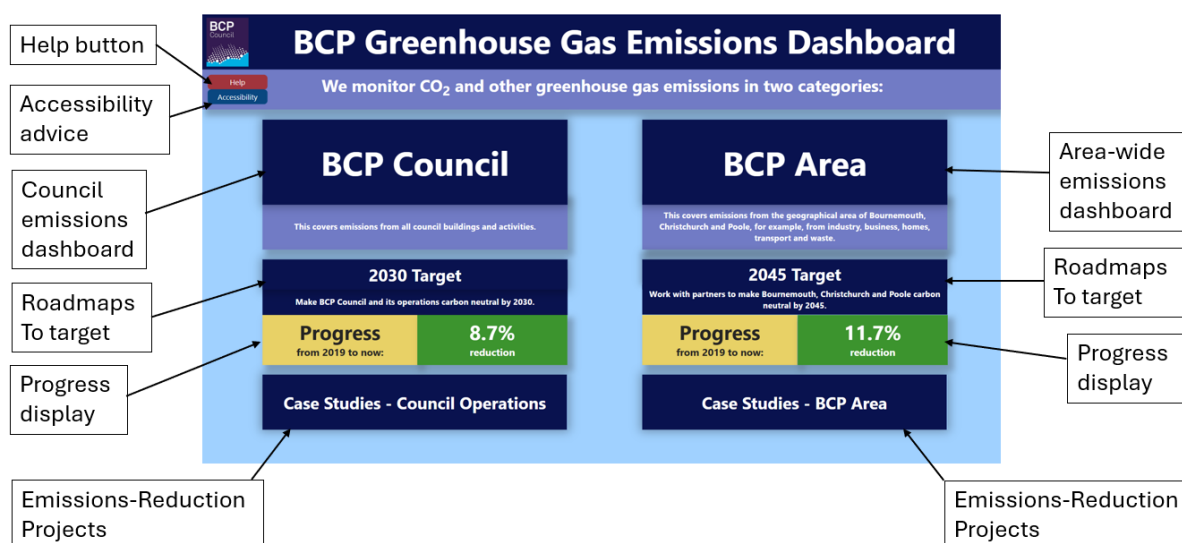 BCP
Council
BCP Greenhouse Gas Emissions Dashboard
Help button
Help
Accessibility
We monitor CO₂ and other greenhouse gas emissions in two categories:
Accessibility
advice
BCP Council
BCP Area
Area-wide
emissions
dashboard
Council
emissions
dashboard
This covers emissions from all council buildings and activities.
This covers emissions from the geographical area of Bournemouth,
Christchurch and Poole, for example, from industry, business, homes,
transport and waste.
2030 Target
Make BCP Council and its operations carbon neutral by 2030.
2045 Target
Work with partners to make Bournemouth, Christchurch and Poole carbon
neutral by 2045.
Roadmaps
To target
Roadmaps
To target
Progress
from 2019 to now:
8.7%
reduction
Progress
from 2019 to now:
11.7%
reduction
Progress
display
Progress
display
Case Studies - Council Operations
Case Studies - BCP Area
Emissions-Reduction
Projects
Emissions-Reduction
Projects